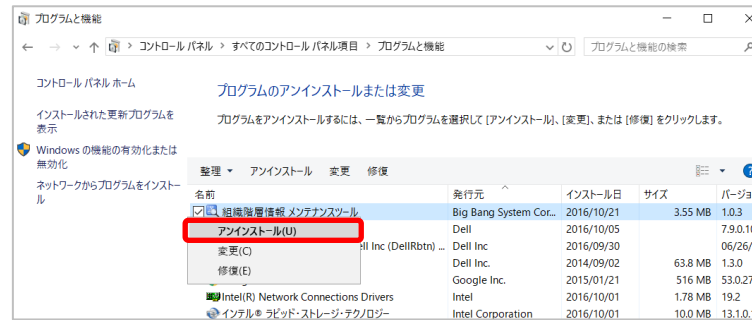 プログラムと機能
コントロール パネル > すべてのコントロール パネル項目 > プログラムと機能
プログラムと機能の検索
コントロール パネル ホーム
インストールされた更新プログラムを
表示
Windows の機能の有効化または
無効化
ネットワークからプログラムをインストー
ル
プログラムのアンインストールまたは変更
プログラムをアンインストールするには、一覧からプログラムを選択して [アンインストール]、[変更]、または [修復] をクリックします。
整理 アンインストール 変更 修復
名前 発行元 インストール日 サイズ バージョ
組織階層情報 メンテナンスツール Big Bang System Cor... 2016/10/21 3.55 MB 1.0.3
アンインストール(U) Dell 2016/10/05 7.9.0.10
変更(C) ell Inc (DellRbtn) ... Dell Inc 2016/09/30 06/26/
修復(E) Dell Inc. 2014/09/02 63.8 MB 1.3.0
Google Inc. 2015/01/21 516 MB 53.0.27
Intel(R) Network Connections Drivers Intel 2016/10/01 1.78 MB 19.2
インテル® ラピッド・ストレージ・テクノロジー Intel Corporation 2016/10/01 10.0 MB 13.1.0.